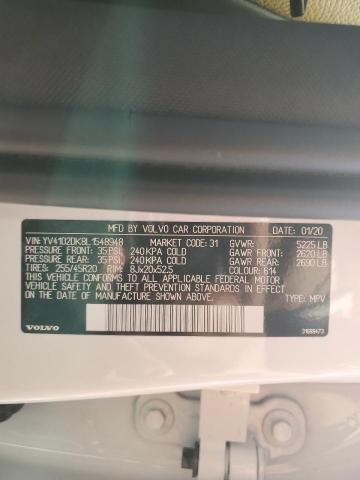 MFD BY VOLVO CAR CORPORATION 01/20
VIN: YV4102DK8L1548948 MARKET CODE: 31 GVWR: 5225 LB
PRESSURE FRONT: 35 PSI, 240 KPA COLD GAWR FRONT: 2620 LB
PRESSURE REAR: 35 PSI, 240 KPA COLD GAWR REAR: 2690 LB
TIRES: 255/45R20 RIM: 8Jx20x52.5 COLOUR: 614
THIS VEHICLE CONFORMS TO ALL APPLICABLE FEDERAL MOTOR
VEHICLE SAFETY AND THEFT PREVENTION STANDARDS IN
EFFECT ON THE DATE OF MANUFACTURE SHOWN ABOVE.
TYPE: MPV
VOLVO 31689473